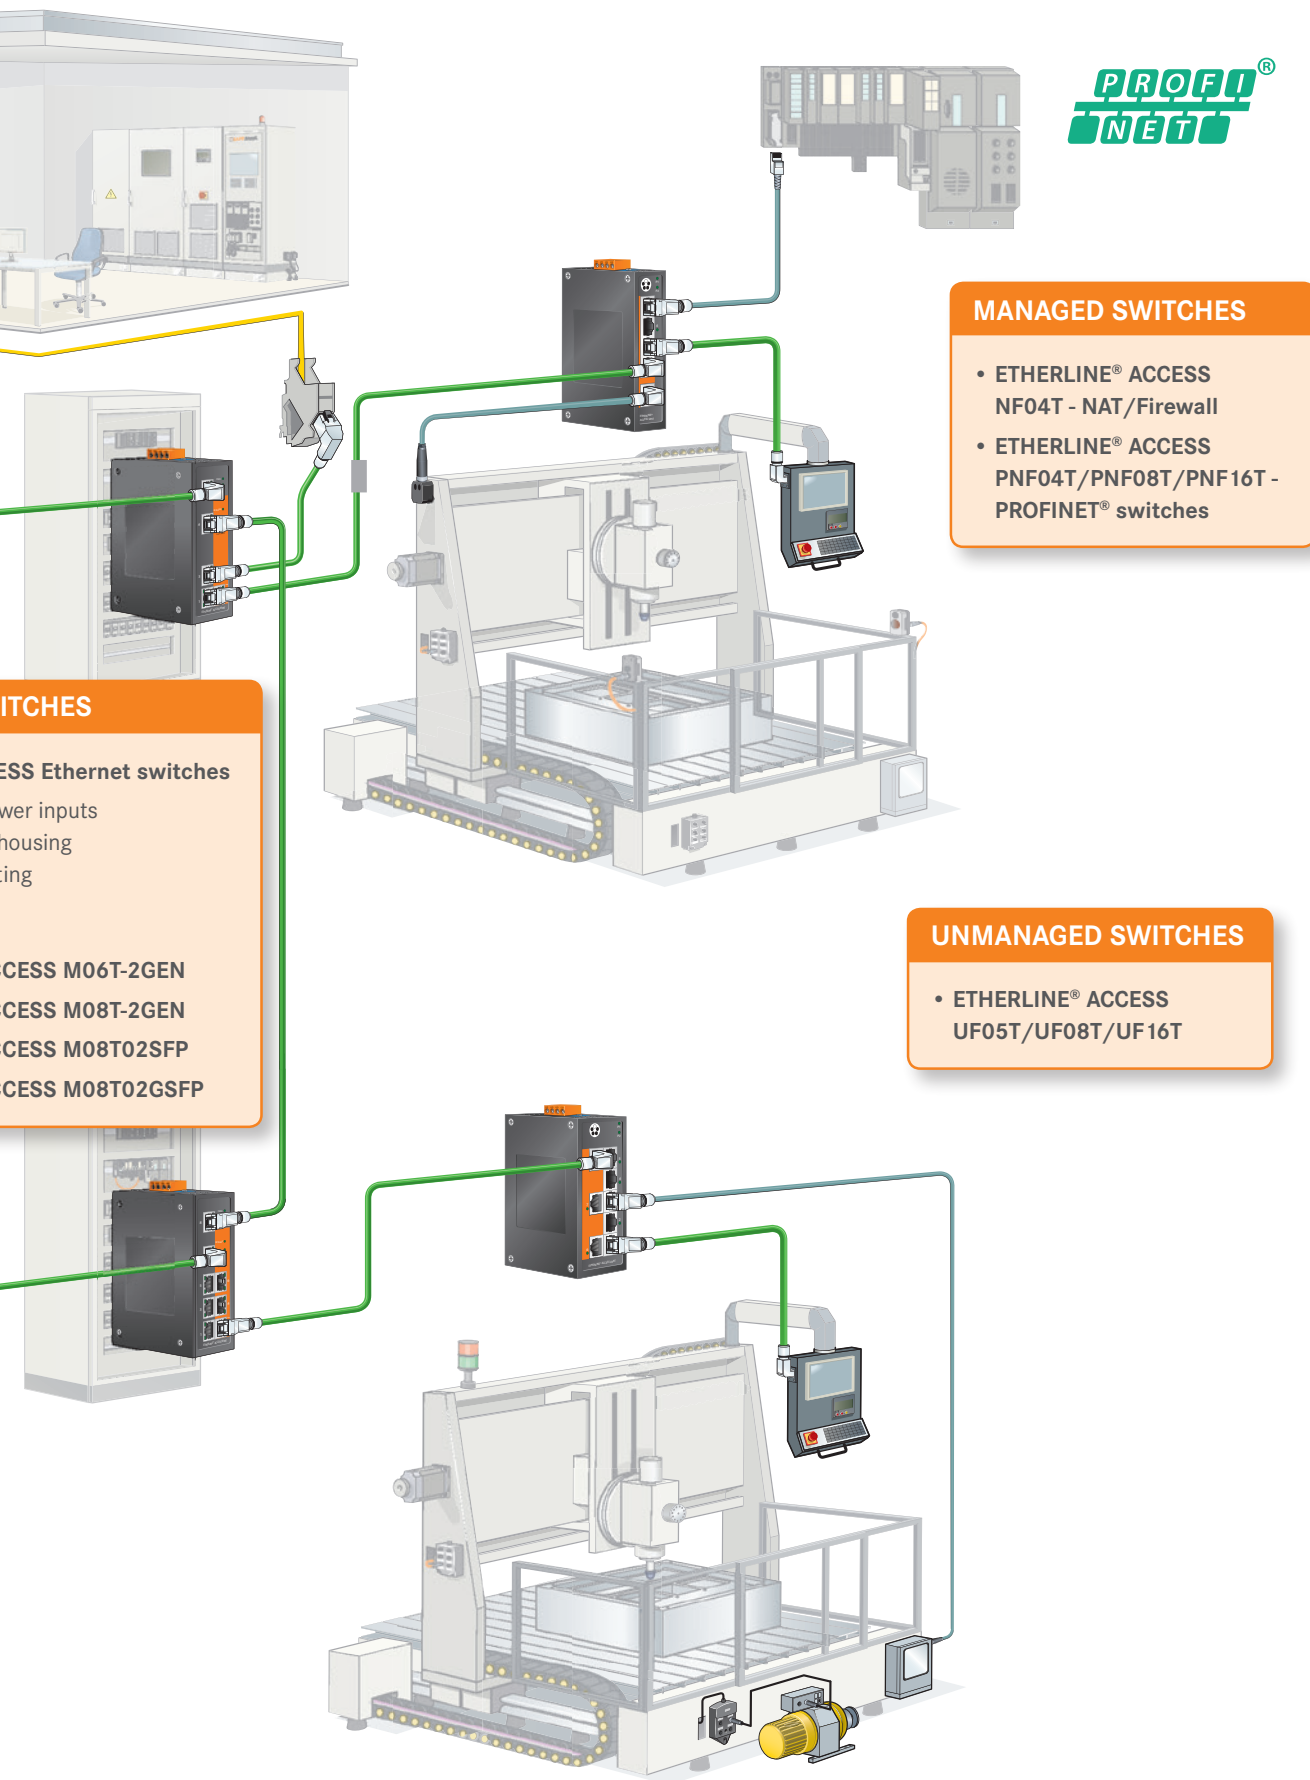 PROFI®
NET
MANAGED SWITCHES
• ETHERLINE® ACCESS
NF04T - NAT/Firewall
• ETHERLINE® ACCESS
PNF04T/PNF08T/PNF16T -
PROFINET® switches
ITCHES
ESS Ethernet switches
wer inputs
housing
ting
CESS M06T-2GEN
CESS M08T-2GEN
CESS M08T02SFP
CESS M08T02GSFP
UNMANAGED SWITCHES
• ETHERLINE® ACCESS
UF05T/UF08T/UF16T